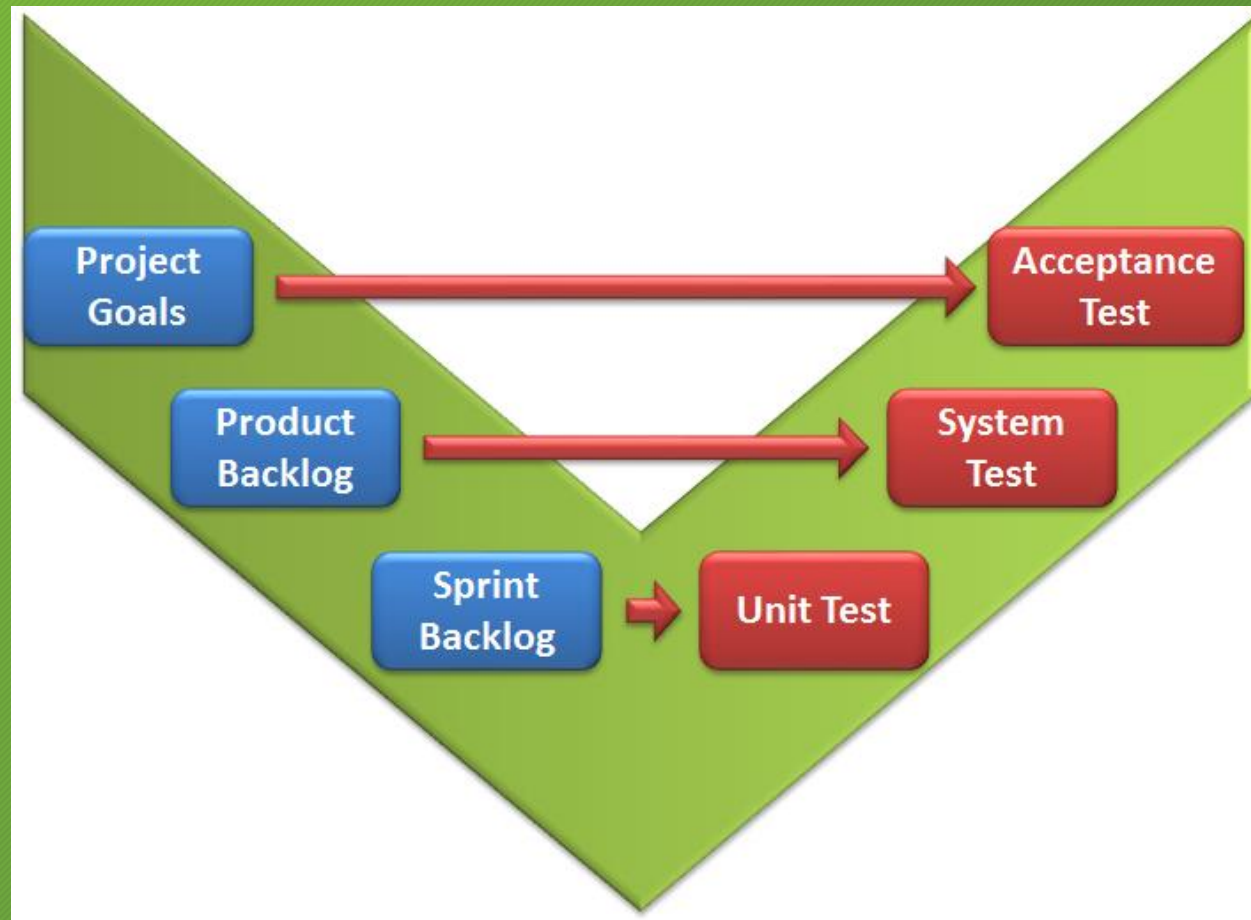 Project
Goals
Acceptance
Test
Product
Backlog
System
Test
Sprint
Backlog
Unit Test